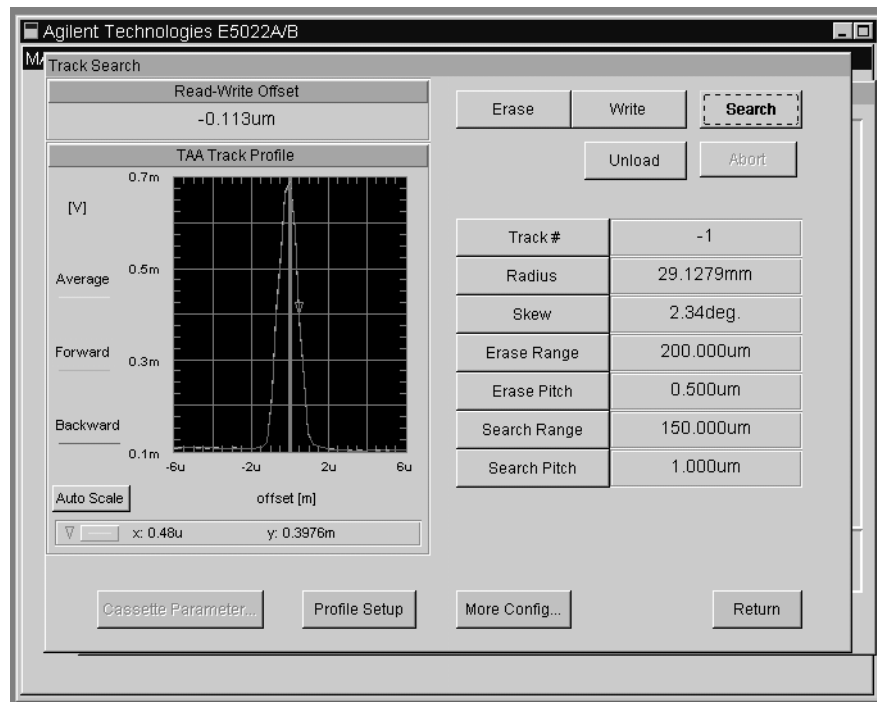 Agilent Technologies E5022A/B
Track Search
Read-Write Offset
-0.113um
TAA Track Profile
0.7m
[V]
Average
0.5m
Forward
0.3m
Backward
0.1m
-6u -2u 2u 6u
Auto Scale
offset [m]
x: 0.48u y: 0.3976m
Erase Write Search
Unload Abort
Track # -1
Radius 29.1279mm
Skew 2.34deg.
Erase Range 200.000um
Erase Pitch 0.500um
Search Range 150.000um
Search Pitch 1.000um
Cassette Parameter... Profile Setup More Config... Return